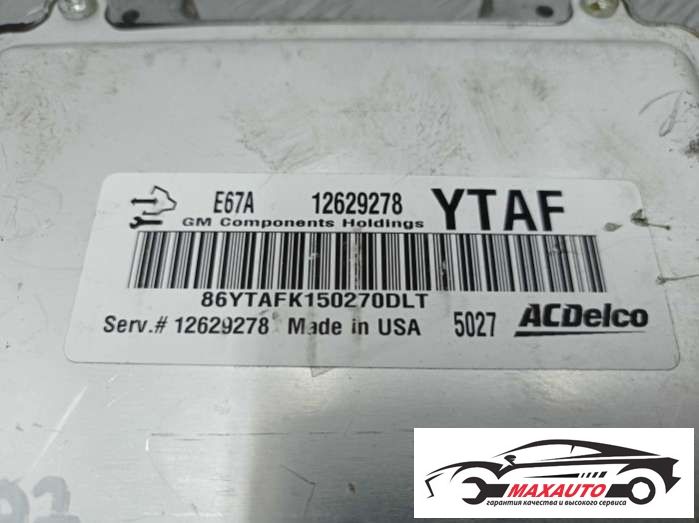 E67A 12629278 YTAF
GM Components Holdings
86YTAFK150270DLT
Serv.# 12629278 Made in USA 5027 ACDelco
MAXAUTO
гарантия качества и высокого сервиса